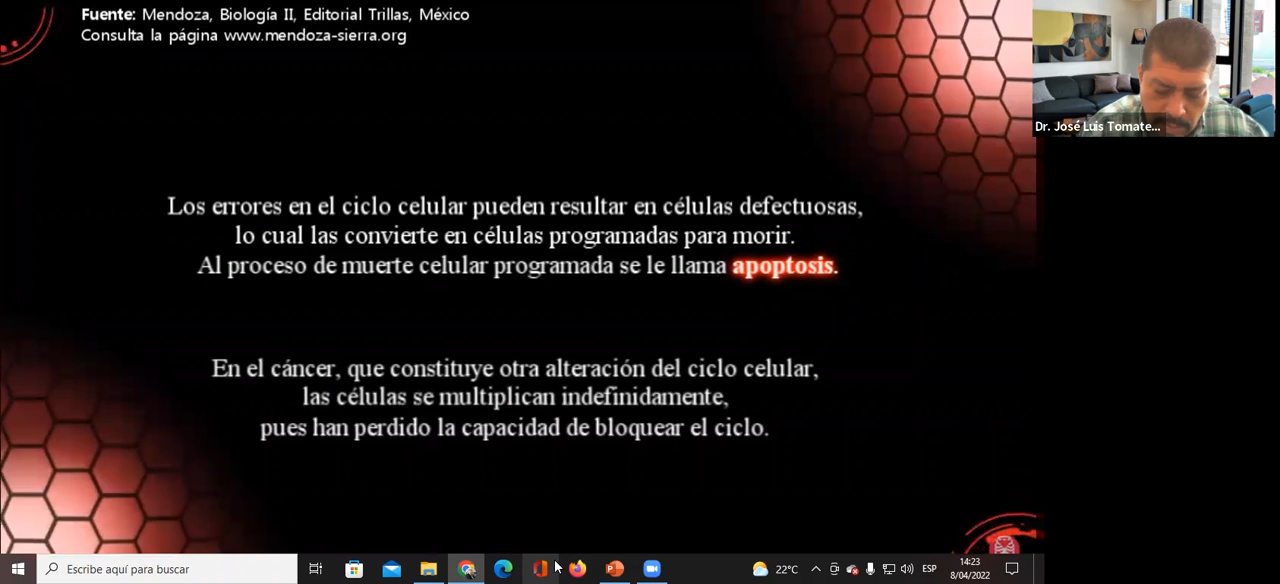 Fuente: Mendoza, Biología II, Editorial Trillas, México
Consulta la página www.mendoza-sierra.org
Dr. José Luis Tomate...
Los errores en el ciclo celular pueden resultar en células defectuosas,
lo cual las convierte en células programadas para morir.
Al proceso de muerte celular programada se le llama apoptosis.
En el cáncer, que constituye otra alteración del ciclo celular,
las células se multiplican indefinidamente,
pues han perdido la capacidad de bloquear el ciclo.
Escribe aquí para buscar
22°C
ESP
14:23
8/04/2022